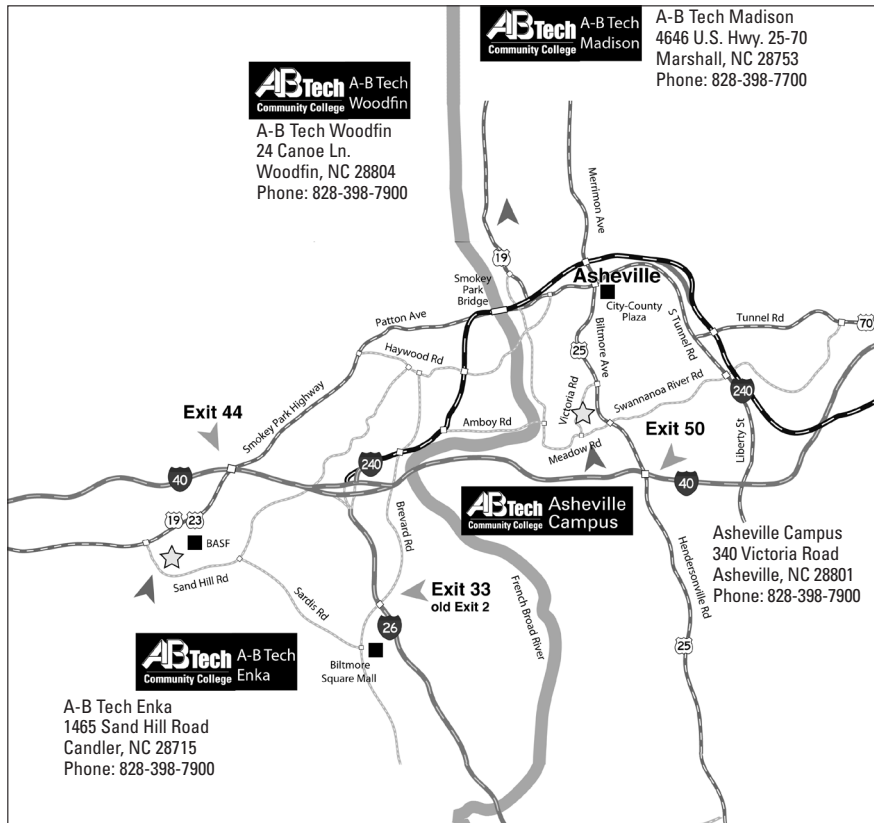 ABTech
Community College
A-B Tech
Madison
A-B Tech Madison
4646 U.S. Hwy. 25-70
Marshall, NC 28753
Phone: 828-398-7700
ABTech
Community College
A-B Tech
Woodfin
A-B Tech Woodfin
24 Canoe Ln.
Woodfin, NC 28804
Phone: 828-398-7900
Merrimon Ave
19
Smokey
Park
Bridge
Asheville
City-County
Plaza
Patton Ave
S Tunnel Rd
Tunnel Rd
70
Haywood Rd
25
Biltmore Ave
Victoria Rd
Swannanoa River Rd
240
Smokey Park Highway
Exit 44
Amboy Rd
Meadow Rd
Exit 50
Liberty St
40
240
40
19
23
BASF
Sand Hill Rd
Brevard Rd
ABTech
Community College
Asheville
Campus
Asheville Campus
340 Victoria Road
Asheville, NC 28801
Phone: 828-398-7900
Sardis Rd
Exit 33
old Exit 2
26
French Broad River
Hendersonville Rd
25
Biltmore
Square Mall
ABTech
Community College
A-B Tech
Enka
A-B Tech Enka
1465 Sand Hill Road
Candler, NC 28715
Phone: 828-398-7900